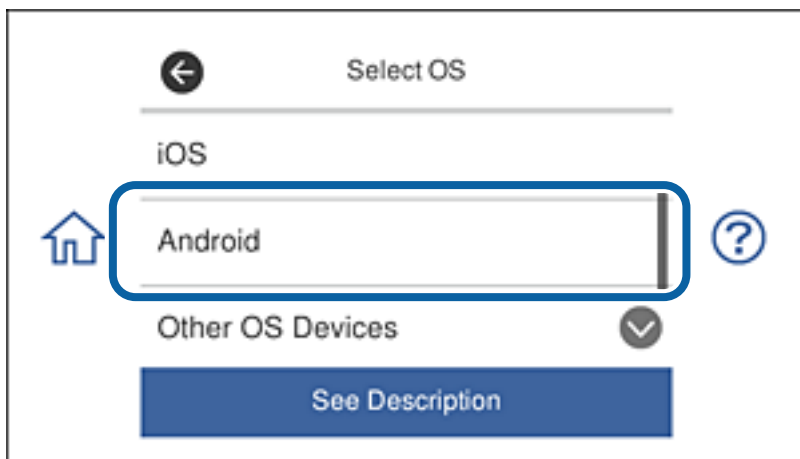 Select OS
iOS
Android
Other OS Devices
See Description